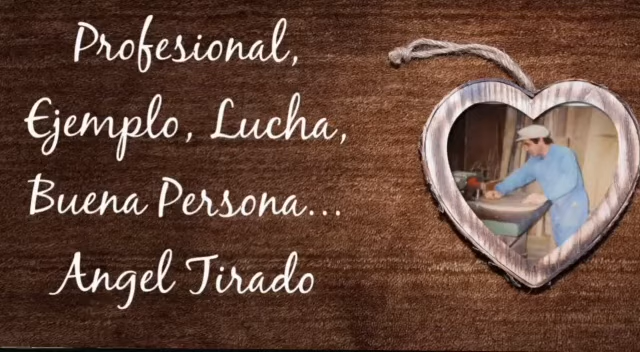 Profesional,
Ejemplo, Lucha,
Buena Persona...
Angel Tirado